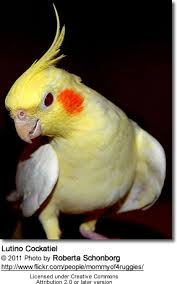 Lutino Cockatiel
© 2011 Photo by Roberta Schonborg
http://www.flickr.com/people/mommyof4ruggies/
Licensed under Creative Commons
Attribution 2.0 or later version